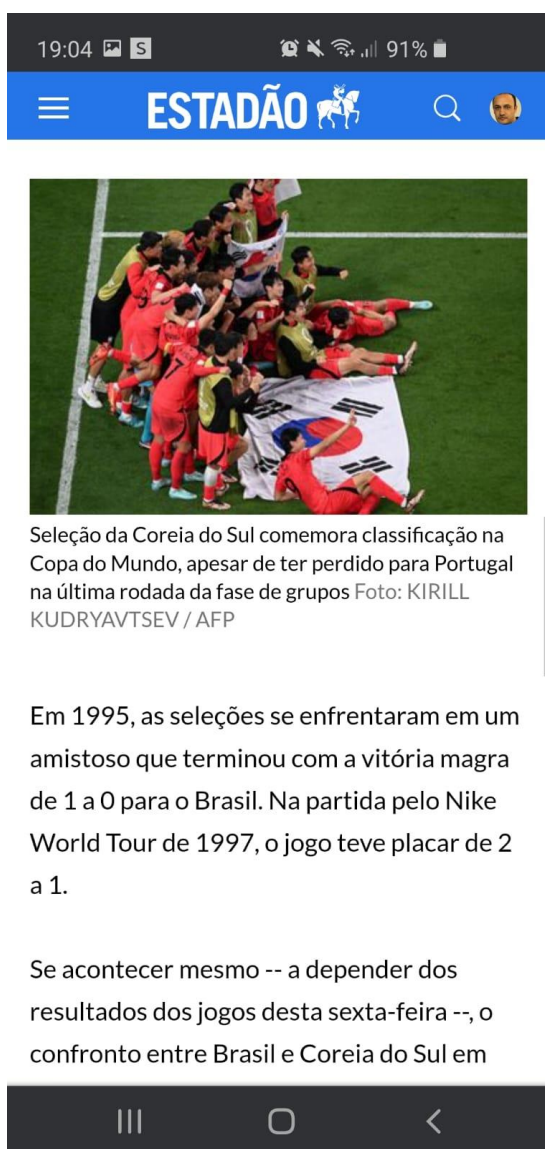 19:04 S 91%
ESTADÃO
7
Seleção da Coreia do Sul comemora classificação na
Copa do Mundo, apesar de ter perdido para Portugal
na última rodada da fase de grupos Foto: KIRILL
KUDRYAVTSEV / AFP
Em 1995, as seleções se enfrentaram em um
amistoso que terminou com a vitória magra
de 1 a 0 para o Brasil. Na partida pelo Nike
World Tour de 1997, o jogo teve placar de 2
a 1.
Se acontecer mesmo -- a depender dos
resultados dos jogos desta sexta-feira --, o
confronto entre Brasil e Coreia do Sul em